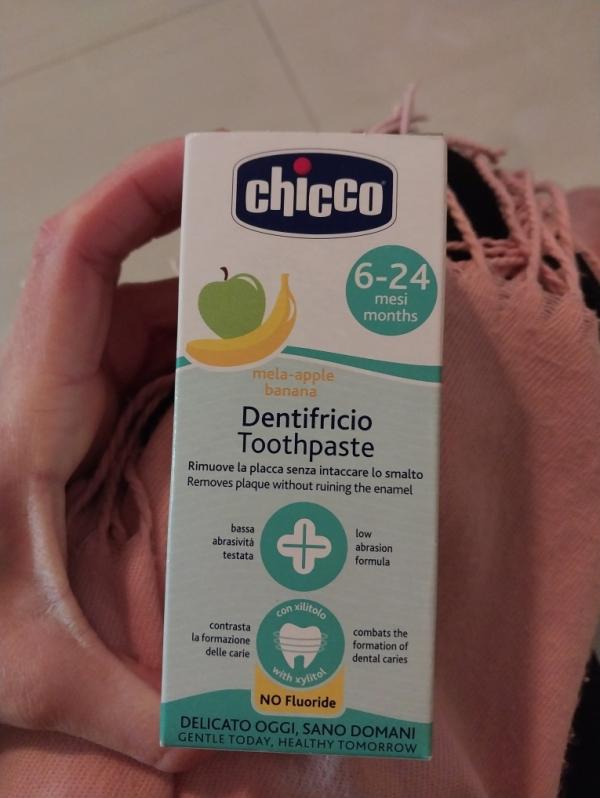 chicco
6-24
mesi
months
mela-apple
banana
Dentifricio
Toothpaste
Rimuove la placca senza intaccare lo smalto
Removes plaque without ruining the enamel
bassa
abrasività
testata
low
abrasion
formula
contrasta
la formazione
delle carie
con xilitolo
with xylitol
combats the
formation of
dental caries
NO Fluoride
DELICATO OGGI, SANO DOMANI
GENTLE TODAY, HEALTHY TOMORROW